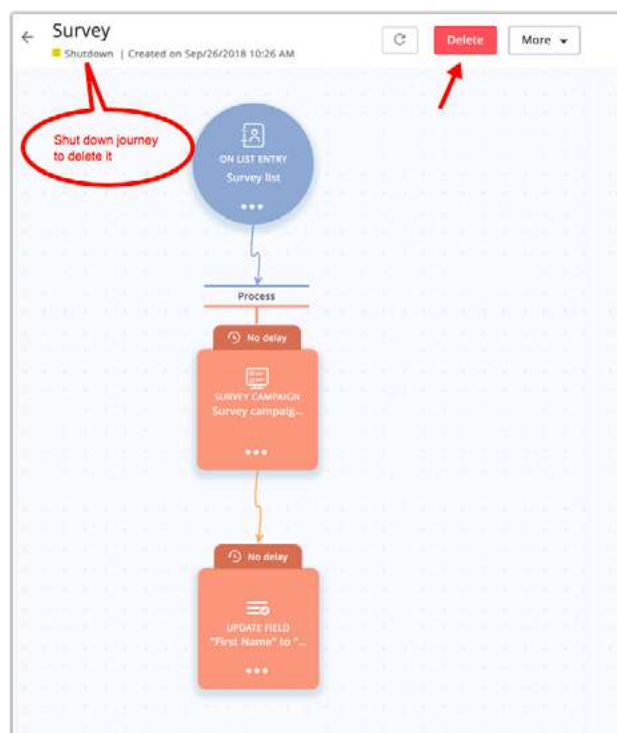 Survey
Shutdown | Created on Sep/26/2018 10:26 AM
Delete
More
Shut down journey
to delete it
ON LIST ENTRY
Survey list
Process
No delay
SURVEY CAMPAIGN
Survey campaig...
No delay
UPDATE FIELD
"First Name" to "...